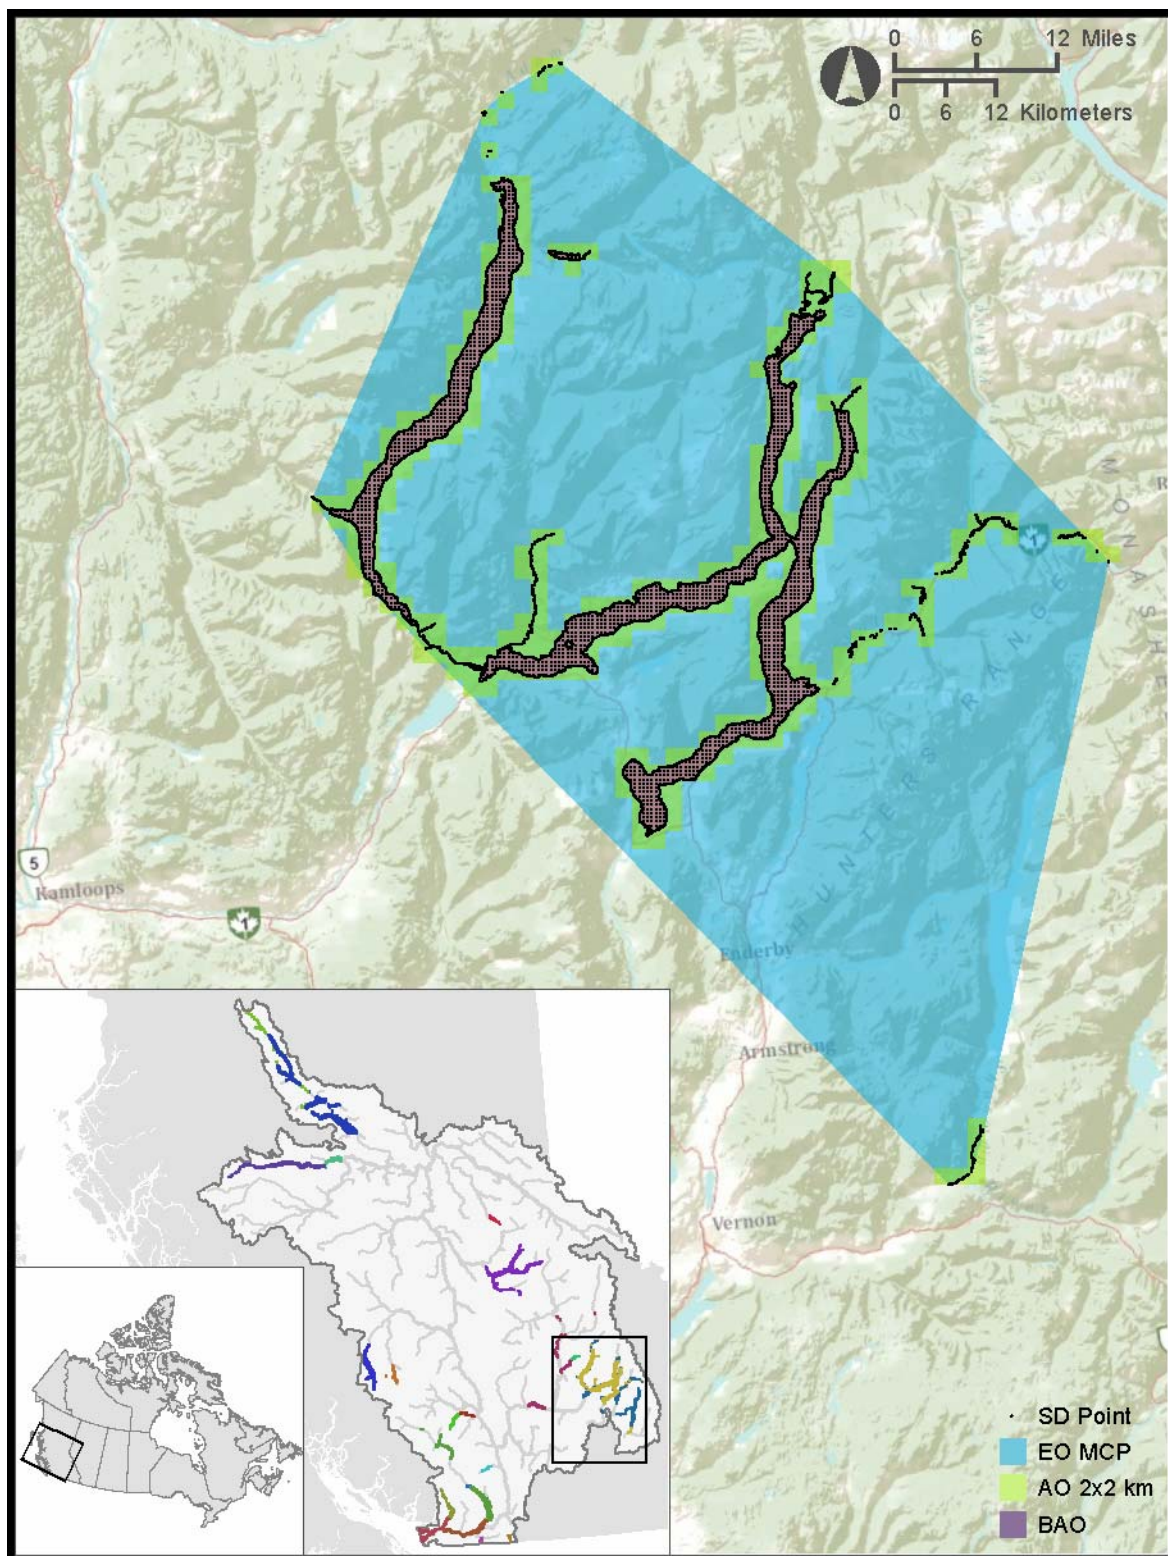 0 6 12 Miles
0 6 12 Kilometers
MONASHE
1
HUNTERS RANGE
5
Kamloops
1
Enderby
Armstrong
Vernon
SD Point
EO MCP
AO 2x2 km
BAO